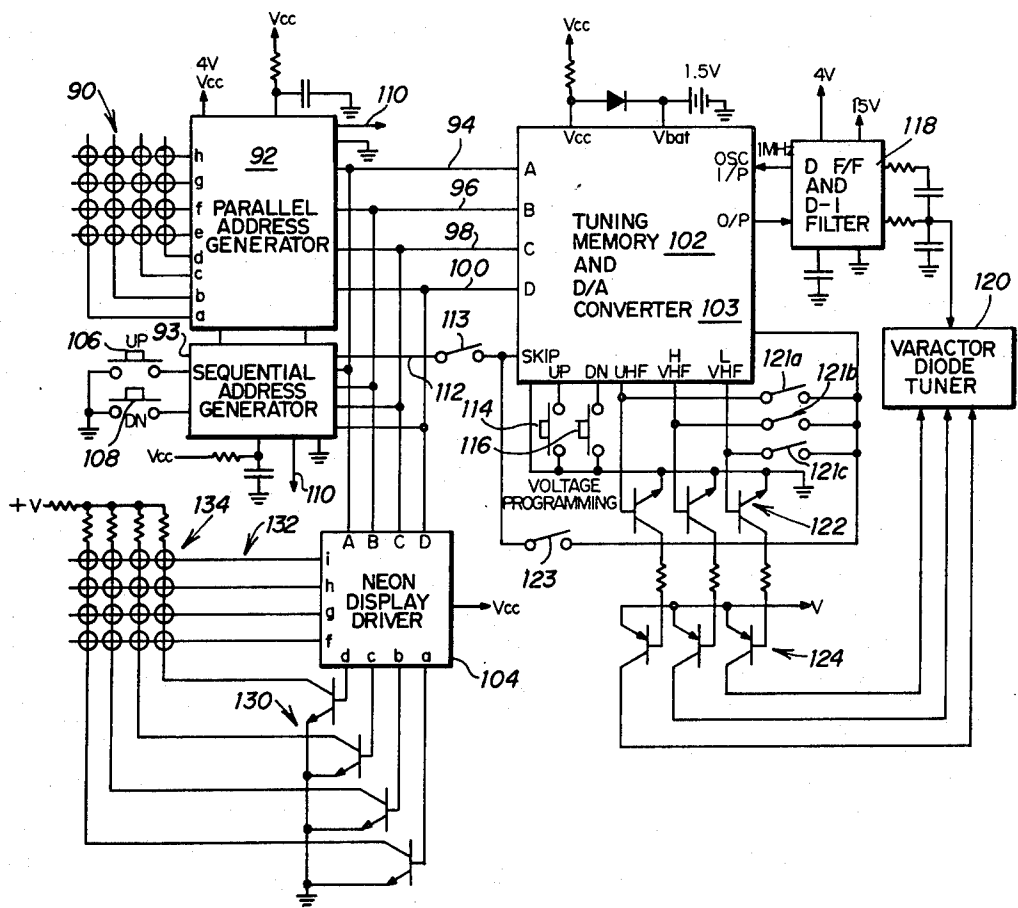 Vcc
4V
Vcc
90
110
92
PARALLEL
ADDRESS
GENERATOR
h
g
f
e
d
c
b
a
94
96
98
100
Vcc
1.5V
Vcc
Vbat
A
B
C
D
OSC
I/P
O/P
TUNING
MEMORY 102
AND
D/A
CONVERTER 103
SKIP
UP
DN
UHF
H
VHF
L
VHF
1MHz
4V
15V
118
D F/F
AND
D-I
FILTER
120
VARACTOR
DIODE
TUNER
106
UP
93
SEQUENTIAL
ADDRESS
GENERATOR
DN
108
Vcc
110
113
112
114
116
VOLTAGE
PROGRAMMING
121a
121b
121c
122
123
V
124
+V
134
132
A
B
C
D
i
h
g
f
NEON
DISPLAY
DRIVER
d
c
b
a
Vcc
104
130